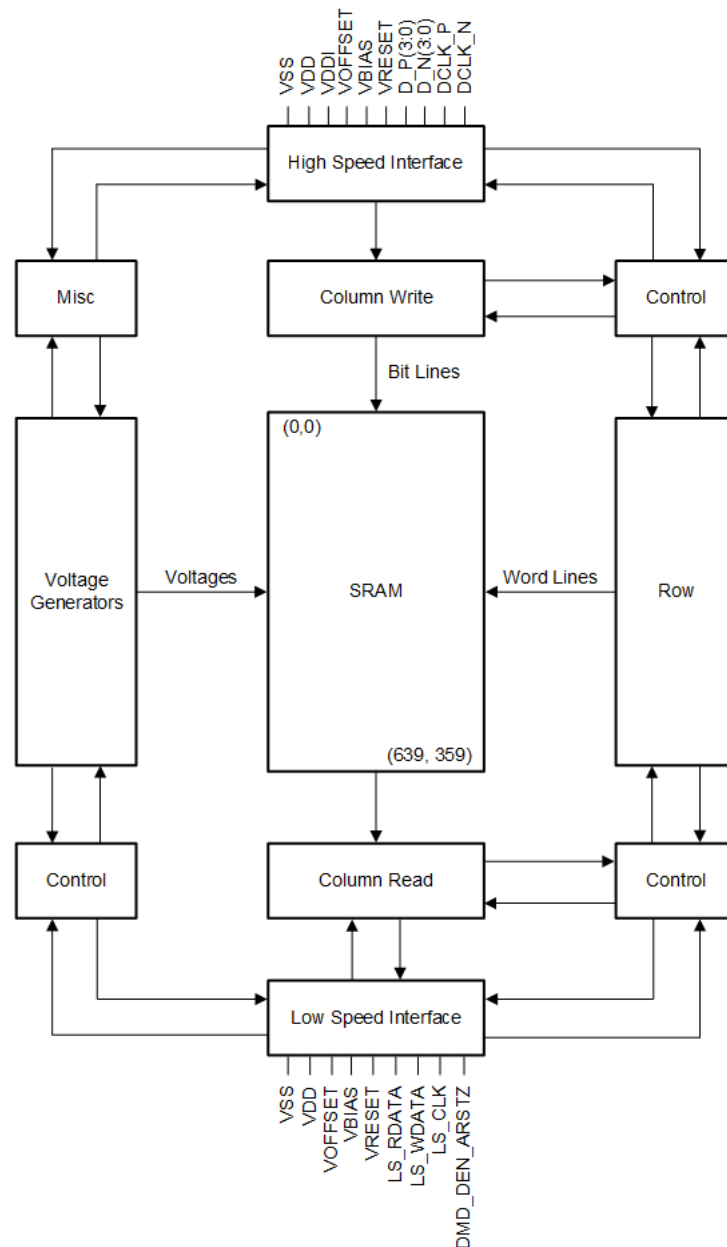 VSS
VDD
VDDI
VOFFSET
VBIAS
VRESET
D_P(3:0)
D_N(3:0)
DCLK_P
DCLK_N
High Speed Interface
Misc
Column Write
Control
Bit Lines
(0,0)
Voltage
Generators
Voltages
SRAM
Word Lines
Row
(639, 359)
Control
Column Read
Control
Low Speed Interface
VSS
VDD
VOFFSET
VBIAS
VRESET
LS_RDATA
LS_WDATA
LS_CLK
DMD_DEN_ARSTZ